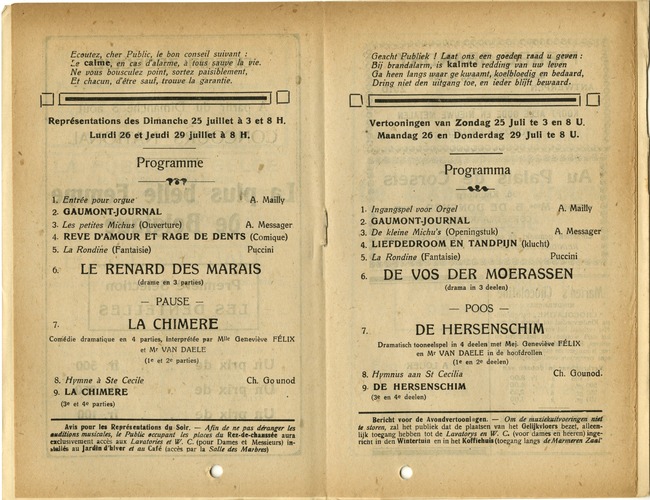 Ecoutez, cher Public, le bon conseil suivant :
Le calme, en cas d'alarme, à tous sauve la vie.
Ne vous bousculez point, sortez paisiblement,
Et chacun, d'être sauf, trouve la garantie.
Représentations des Dimanche 25 juillet à 3 et 8 H.
Lundi 26 et Jeudi 29 juillet à 8 H.
Programme
1. Entrée pour orgue A. Mailly
2. GAUMONT-JOURNAL
3. Les petites Michus (Ouverture) A. Messager
4. REVE D'AMOUR ET RAGE DE DENTS (Comique)
5. La Rondine (Fantaisie) Puccini
6. LE RENARD DES MARAIS
(drame en 3 parties)
— PAUSE —
7. LA CHIMERE
Comédie dramatique en 4 parties, interprétée par Mlle Geneviève FÉLIX
et Mr VAN DAELE
(1e et 2e parties)
8. Hymne à Ste Cecile Ch. Gounod
9. LA CHIMERE
(3e et 4e parties)
Avis pour les Représentations du Soir. — Afin de ne pas déranger les
auditions musicales, le Public occupant les places du Rez-de-chaussée aura
exclusivement accès aux Lavatories et W. C. (pour Dames et Messieurs) in-
stallés au Jardin d'hiver et au Café (accès par la Salle des Marbres)
Geacht Publiek ! Laat ons een goeden raad u geven :
Bij brandalarm, is kalmte redding van uw leven
Ga heen langs waar ge kwaamt, koelbloedig en bedaard,
Dring niet den uitgang toe, en ieder blijft bewaard.
Vertooningen van Zondag 25 Juli te 3 en 8 U.
Maandag 26 en Donderdag 29 Juli te 8 U.
Programma
1. Ingangspel voor Orgel A. Mailly
2. GAUMONT-JOURNAL
3. De kleine Michu's (Openingstuk) A. Messager
4. LIEFDEDROOM EN TANDPIJN (klucht)
5. La Rondine (Fantaisie) Puccini
6. DE VOS DER MOERASSEN
(drama in 3 deelen)
— POOS —
7. DE HERSENSCHIM
Dramatisch tooneelspel in 4 deelen met Mej. Geneviève FÉLIX
en Mr VAN DAELE in de hoofdrollen
(1e en 2e deelen)
8. Hymnus aan St Cecilia Ch. Gounod.
9. DE HERSENSCHIM
(3e en 4e deelen)
Bericht voor de Avondvertooningen. — Om de muziekuitvoeringen niet
te storen, zal het publiek dat de plaatsen van het Gelijkvloers bezet, alleen-
lijk toegang hebben tot de Lavatorys en W. C. (voor dames en heeren) inge-
richt in den Wintertuin en in het Koffiehuis (toegang langs de Marmeren Zaal)